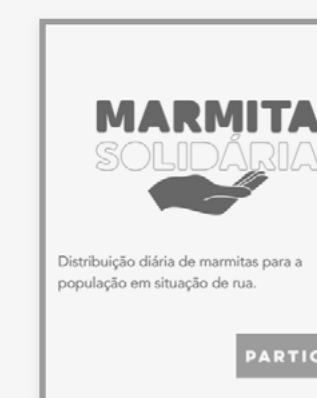 MARMITA
SOLIDÁRIA
Distribuição diária de marmitas para a
população em situação de rua.